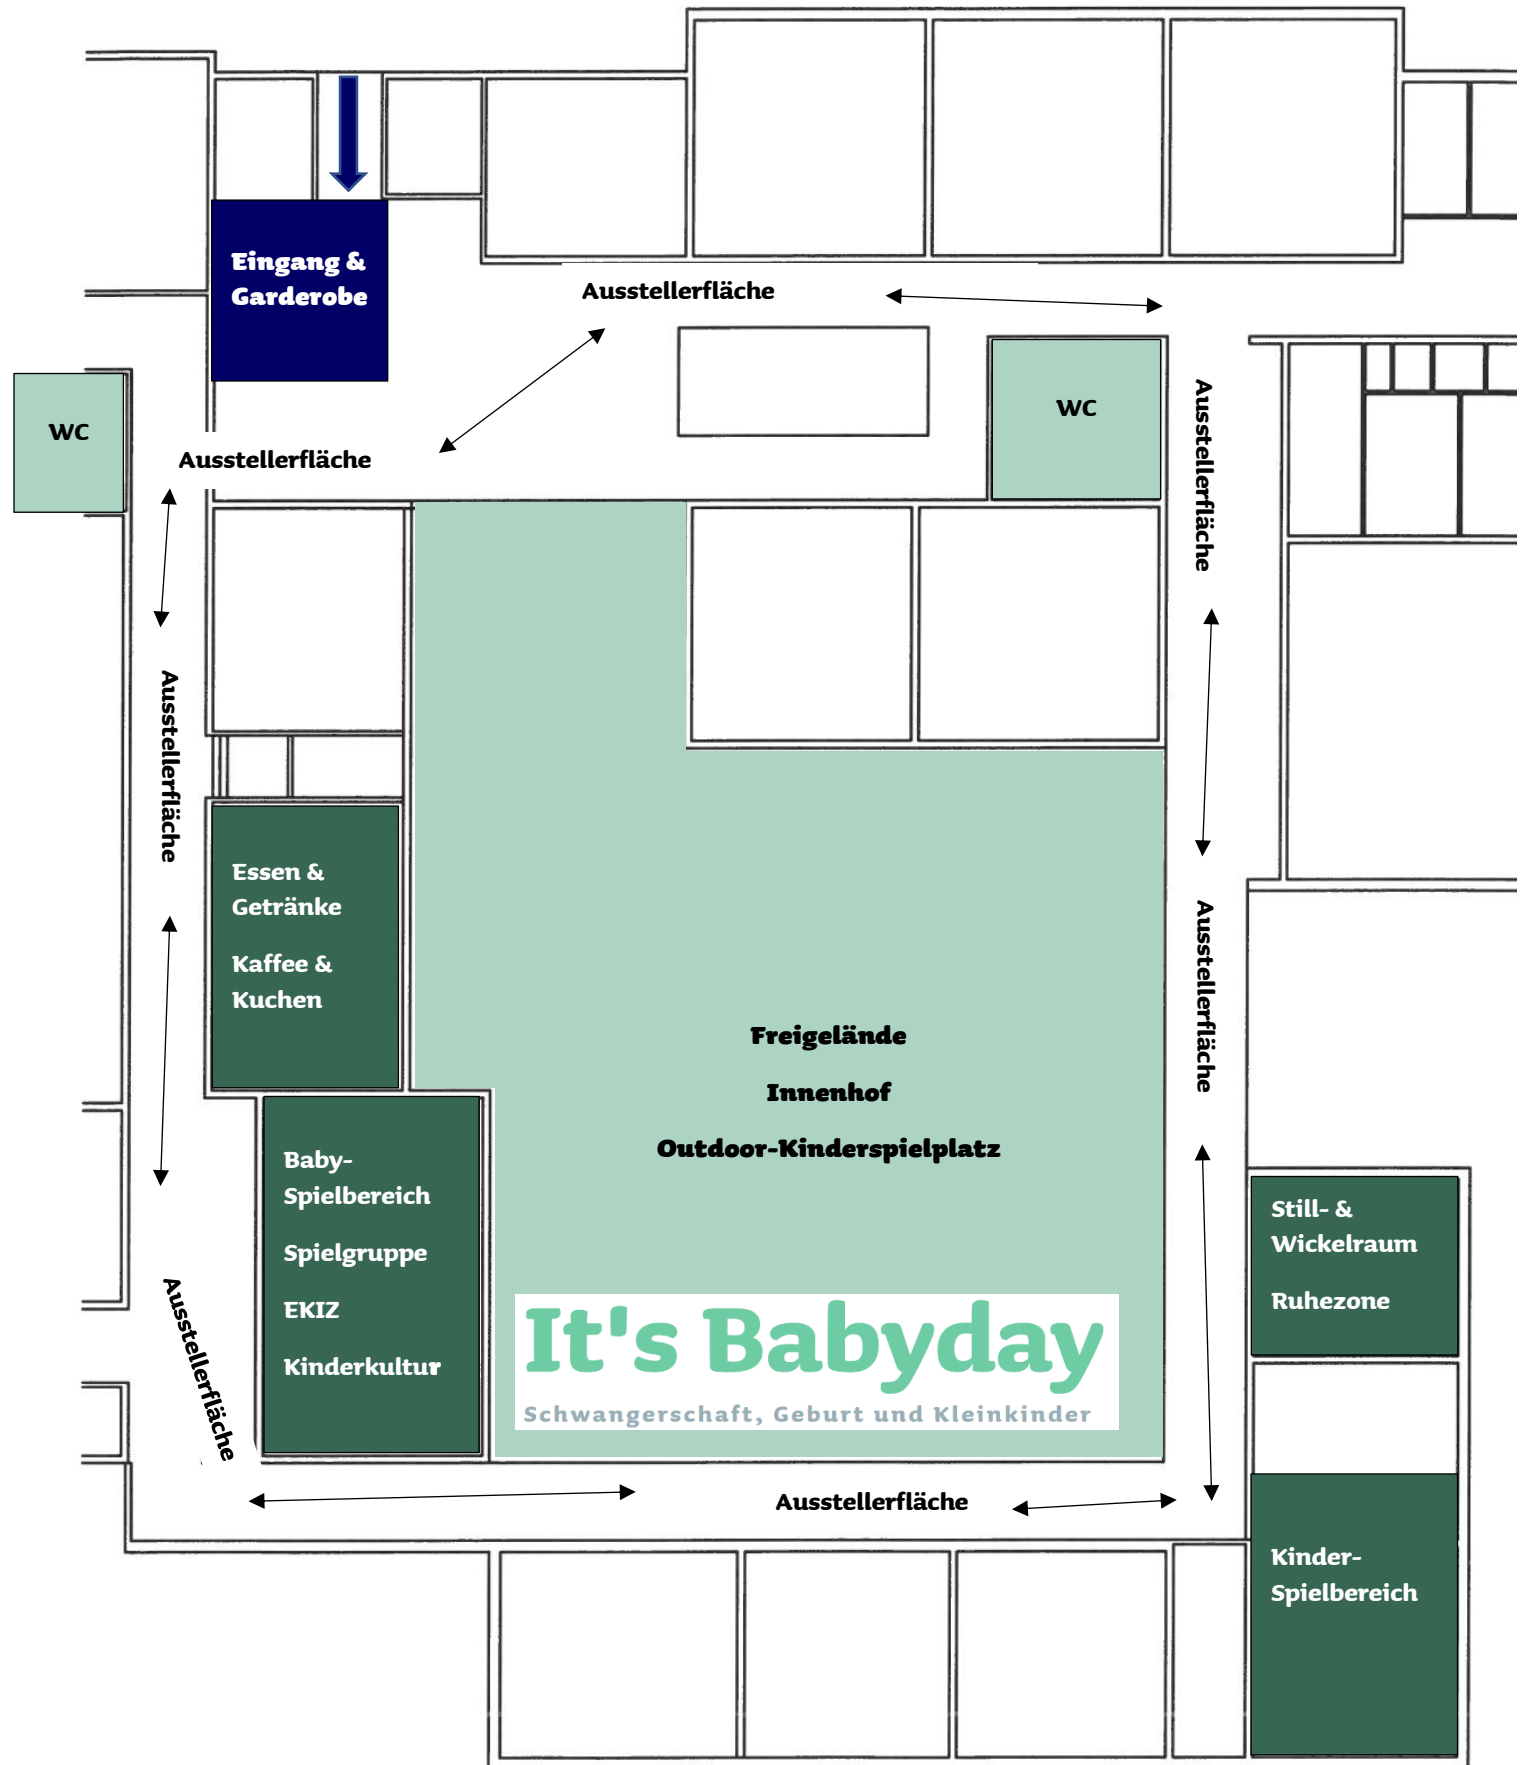 Eingang &
Garderobe
Ausstellerfläche
WC
WC
Ausstellerfläche
Ausstellerfläche
Ausstellerfläche
Essen &
Getränke
Kaffee &
Kuchen
Ausstellerfläche
Freigelände
Innenhof
Outdoor-Kinderspielplatz
Baby-
Spielbereich
Spielgruppe
EKIZ
Kinderkultur
Still- &
Wickelraum
Ruhezone
Ausstellerfläche
It's Babyday
Schwangerschaft, Geburt und Kleinkinder
Ausstellerfläche
Kinder-
Spielbereich